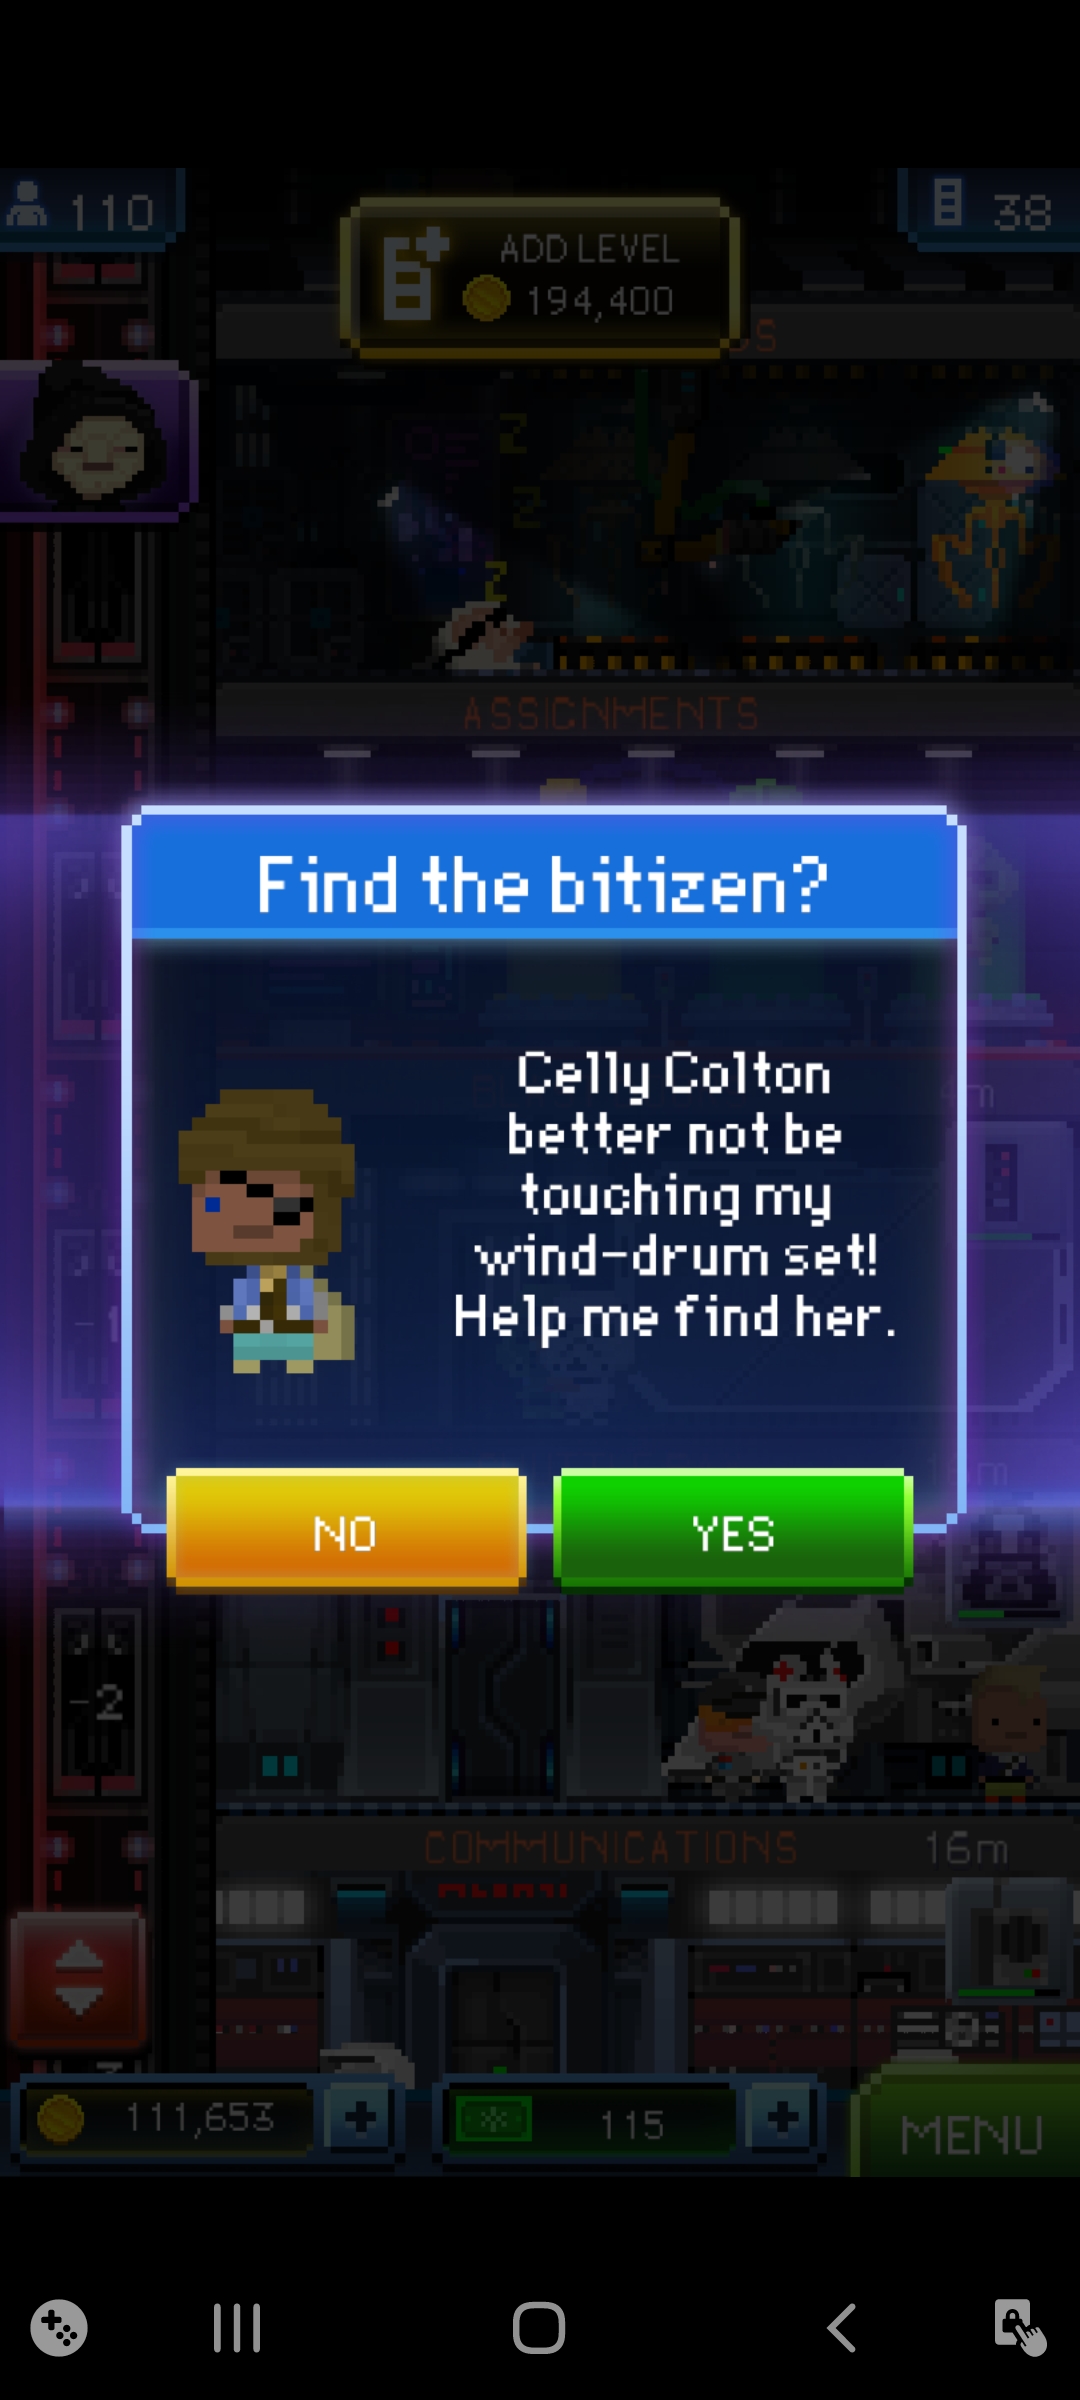 110
38
ADD LEVEL
194,400
ASSIGNMENTS
Find the bitizen?
Celly Colton
better not be
touching my
wind-drum set!
Help me find her.
NO
YES
-2
COMMUNICATIONS
16m
111,653
115
MENU